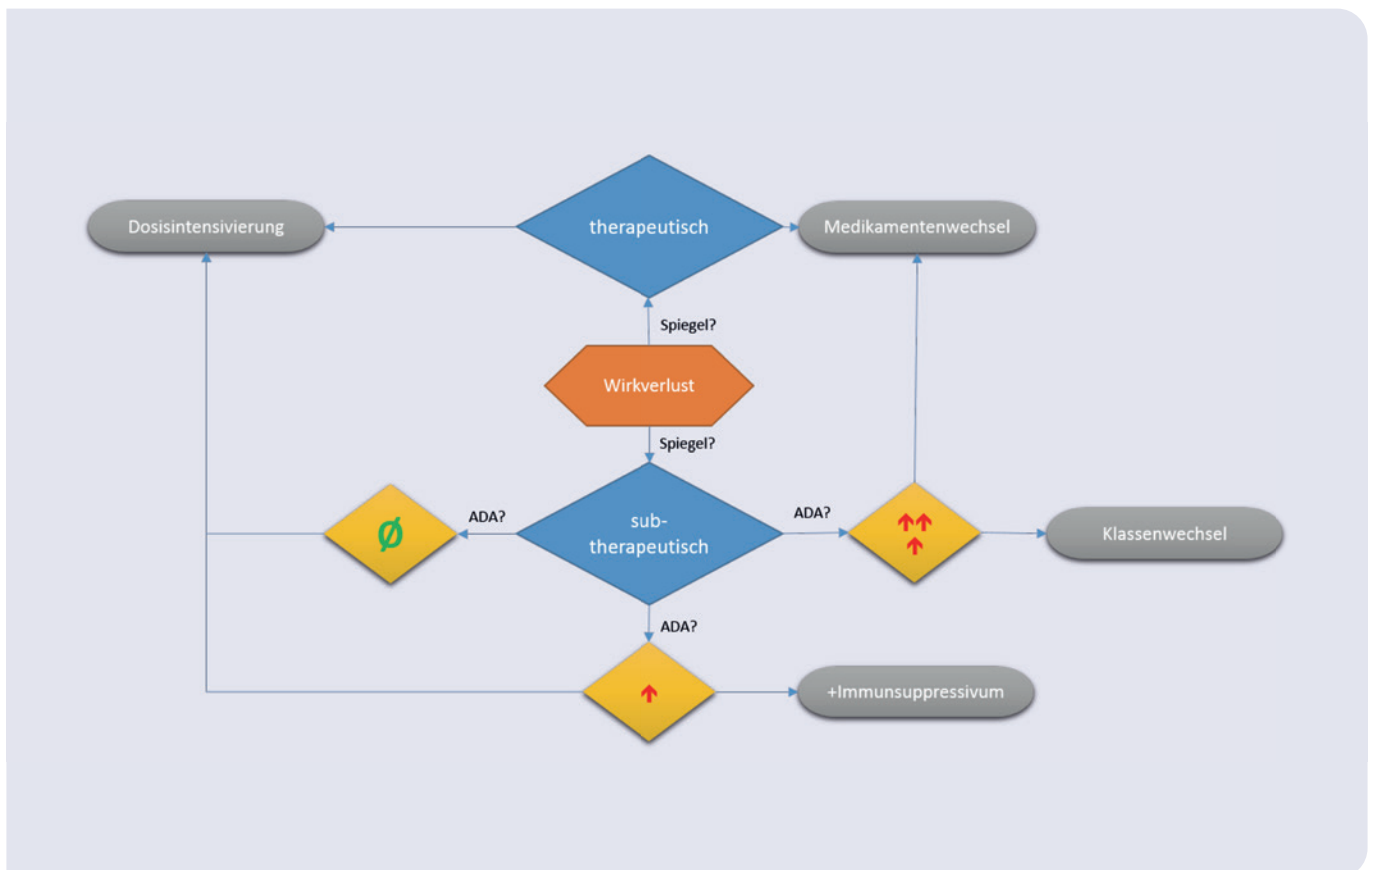 Dosisintensivierung
therapeutisch
Medikamentenwechsel
Spiegel?
Wirkverlust
Spiegel?
Ø
ADA?
sub-
therapeutisch
ADA?
↑↑
↑
Klassenwechsel
ADA?
↑
+Immunsuppressivum